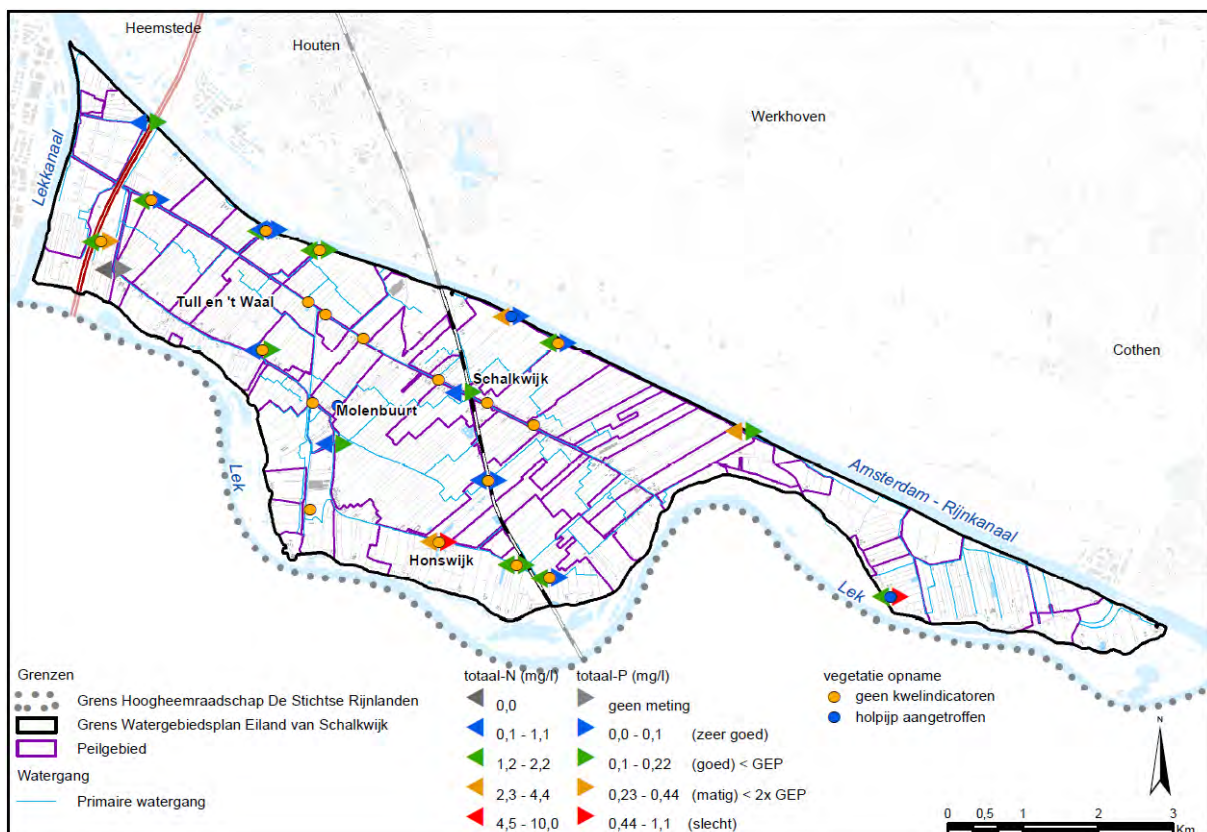 Heemstede
Houten
Werkhoven
Lekkanaal
Tull en 't Waal
Cothen
Schalkwijk
Molenbuurt
Lek
Amsterdam - Rijnkanaal
Honswijk
Lek
Grenzen
Grens Hoogheemraadschap De Stichtse Rijnlanden
Grens Watergebiedsplan Eiland van Schalkwijk
Peilgebied
Watergang
Primaire watergang
totaal-N (mg/l) totaal-P (mg/l)
0,0 geen meting
0,1 - 1,1 0,0 - 0,1 (zeer goed)
1,2 - 2,2 0,1 - 0,22 (goed) < GEP
2,3 - 4,4 0,23 - 0,44 (matig) < 2x GEP
4,5 - 10,0 0,44 - 1,1 (slecht)
vegetatie opname
geen kwelindicatoren
holpijp aangetroffen
N
0 0,5 1 2 3
Km